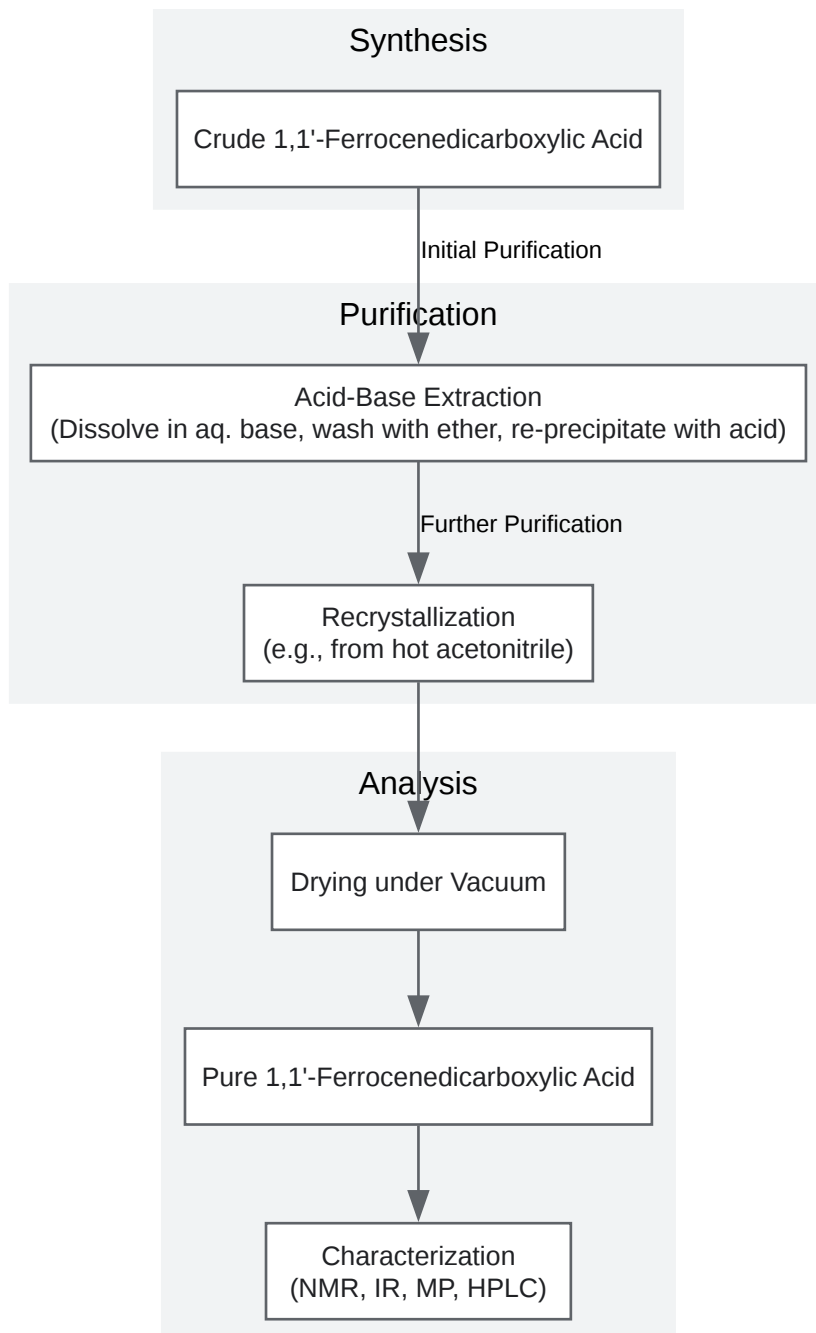 Synthesis
Crude 1,1'-Ferrocenedicarboxylic Acid
Initial Purification
Purification
Acid-Base Extraction
(Dissolve in aq. base, wash with ether, re-precipitate with acid)
Further Purification
Recrystallization
(e.g., from hot acetonitrile)
Analysis
Drying under Vacuum
Pure 1,1'-Ferrocenedicarboxylic Acid
Characterization
(NMR, IR, MP, HPLC)